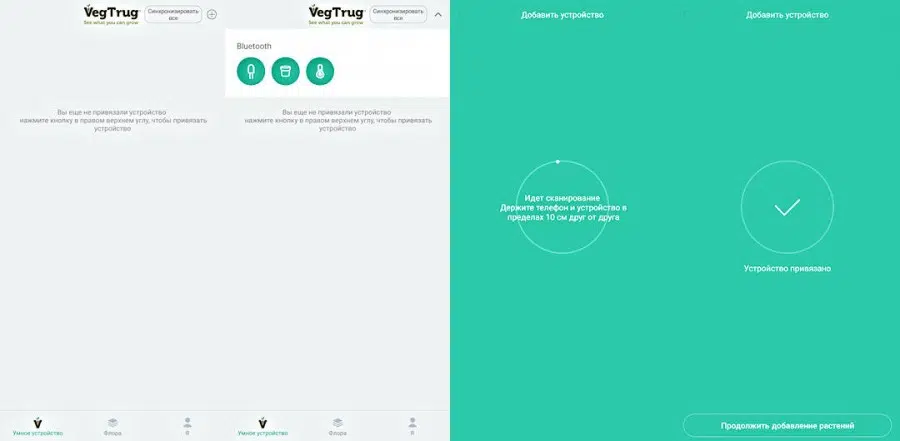 VegTrug
See what you can grow
Синхронизировать
все
Вы еще не привязали устройство
нажмите кнопку в правом верхнем углу, чтобы привязать
устройство
Умное устройство
Флора
Я
VegTrug
See what you can grow
Синхронизировать
все
Bluetooth
Вы еще не привязали устройство
нажмите кнопку в правом верхнем углу, чтобы привязать
устройство
Умное устройство
Флора
Я
Добавить устройство
Идет сканирование
Держите телефон и устройство в
пределах 10 см друг от друга
Добавить устройство
Устройство привязано
Продолжить добавление растений